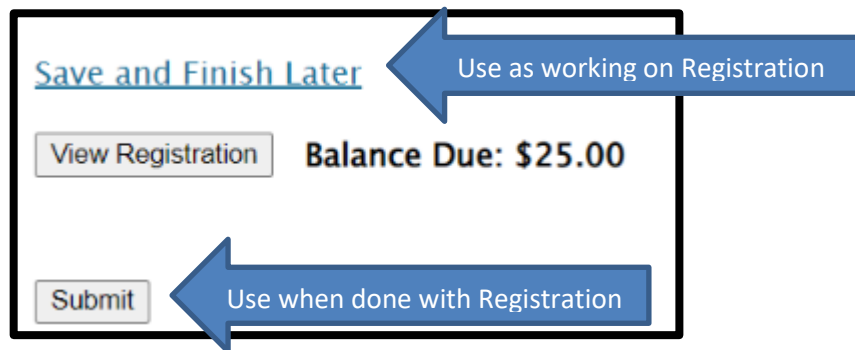 Save and Finish Later
Use as working on Registration
View Registration
Balance Due: $25.00
Submit
Use when done with Registration